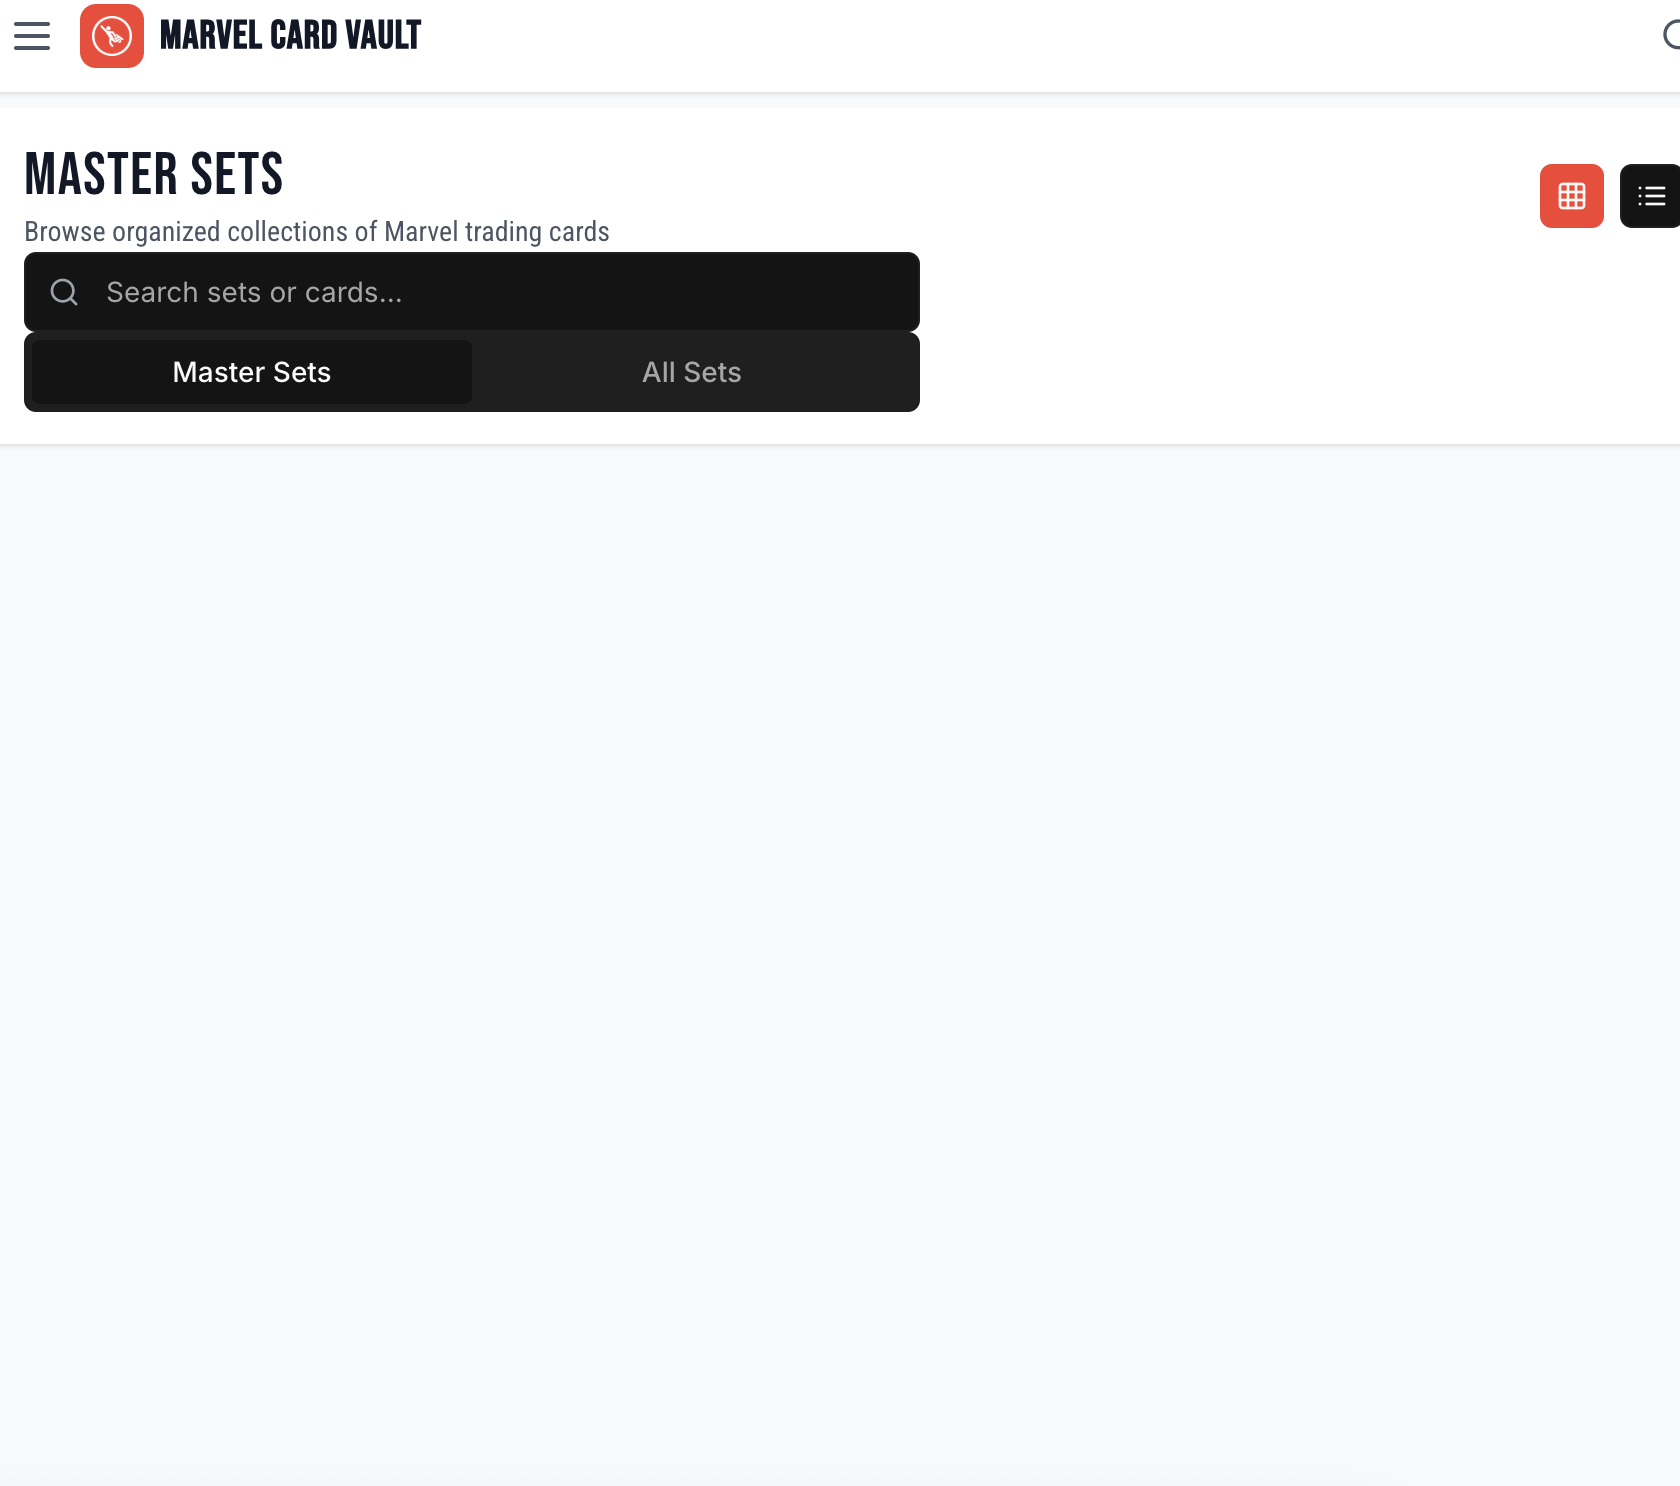 MARVEL CARD VAULT
MASTER SETS
Browse organized collections of Marvel trading cards
Search sets or cards...
Master Sets
All Sets